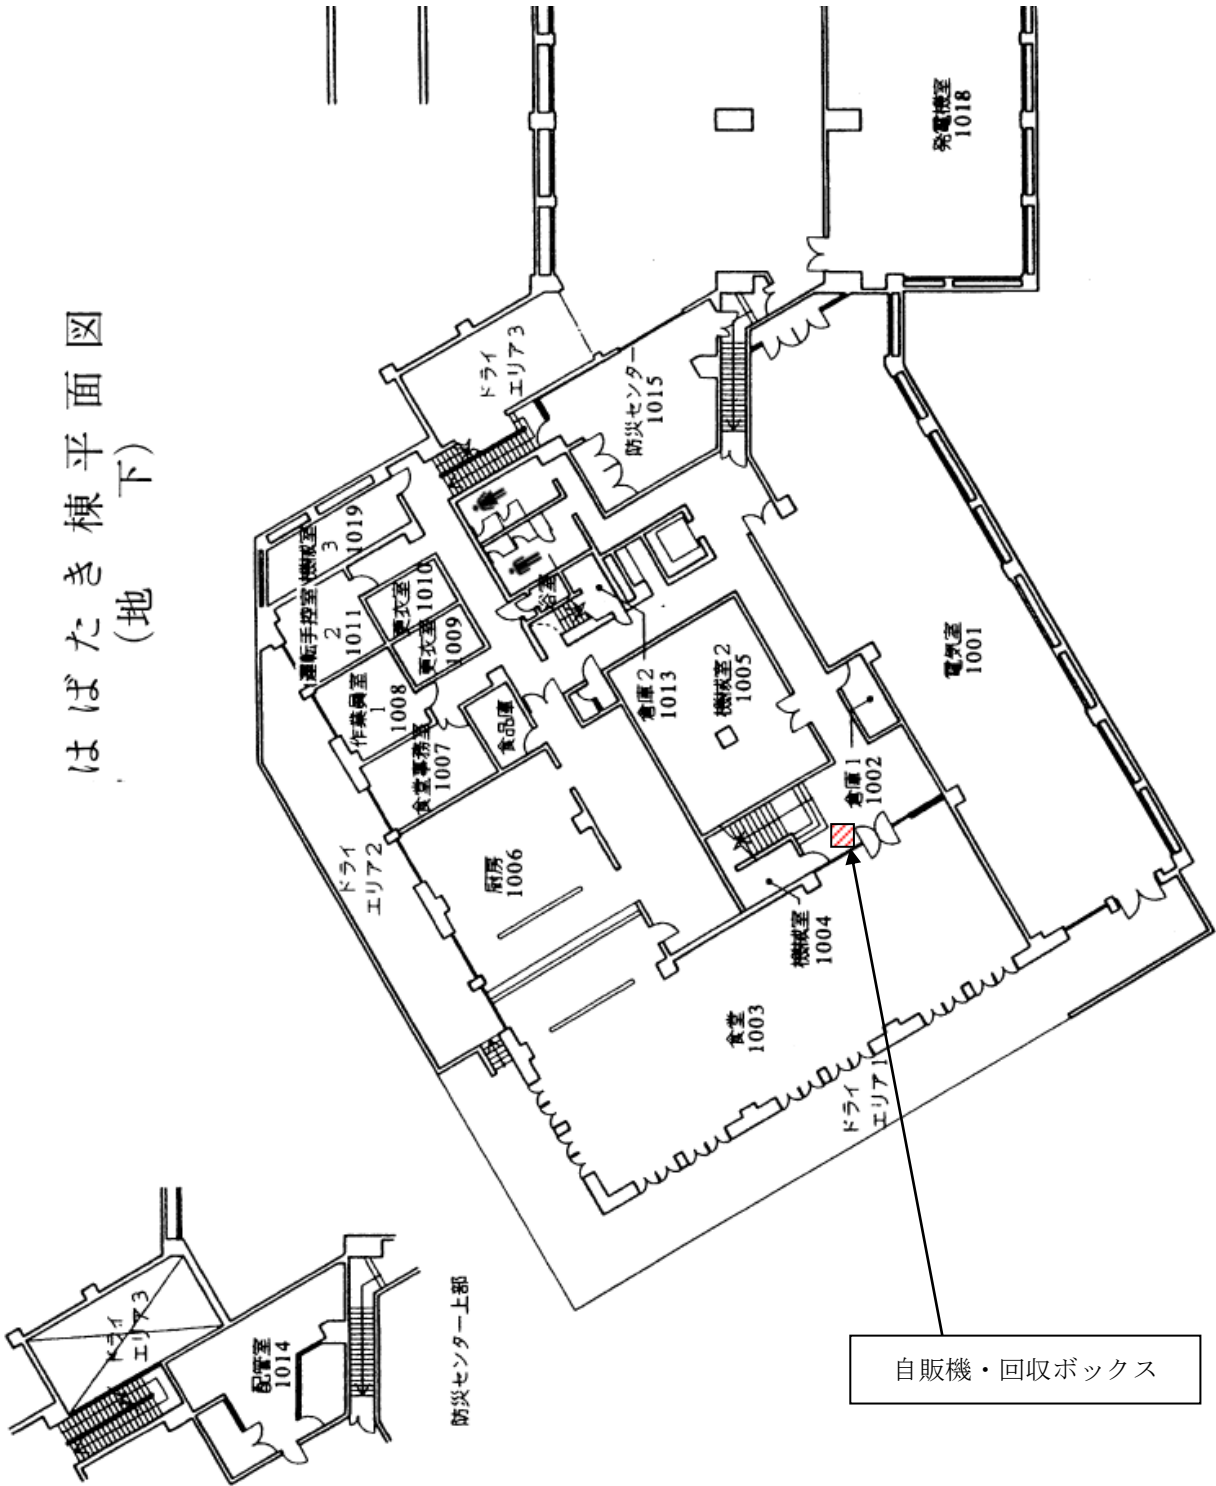 はばたき棟平面図
(地下)
発電機室
1018
ドライ
エリア3
防災センター
1015
機械室
3
1019
運転手控室
2
1011
更衣室
1010
更衣室
1009
作業員室
1
1008
食堂事務室
1007
食品庫
浴室
倉庫2
1013
機械室2
1005
電気室
1001
倉庫1
1002
ドライ
エリア2
厨房
1006
機械室
1004
食堂
1003
ドライ
エリア1
ドライ
エリア3
配管室
1014
防災センター上部
自販機・回収ボックス